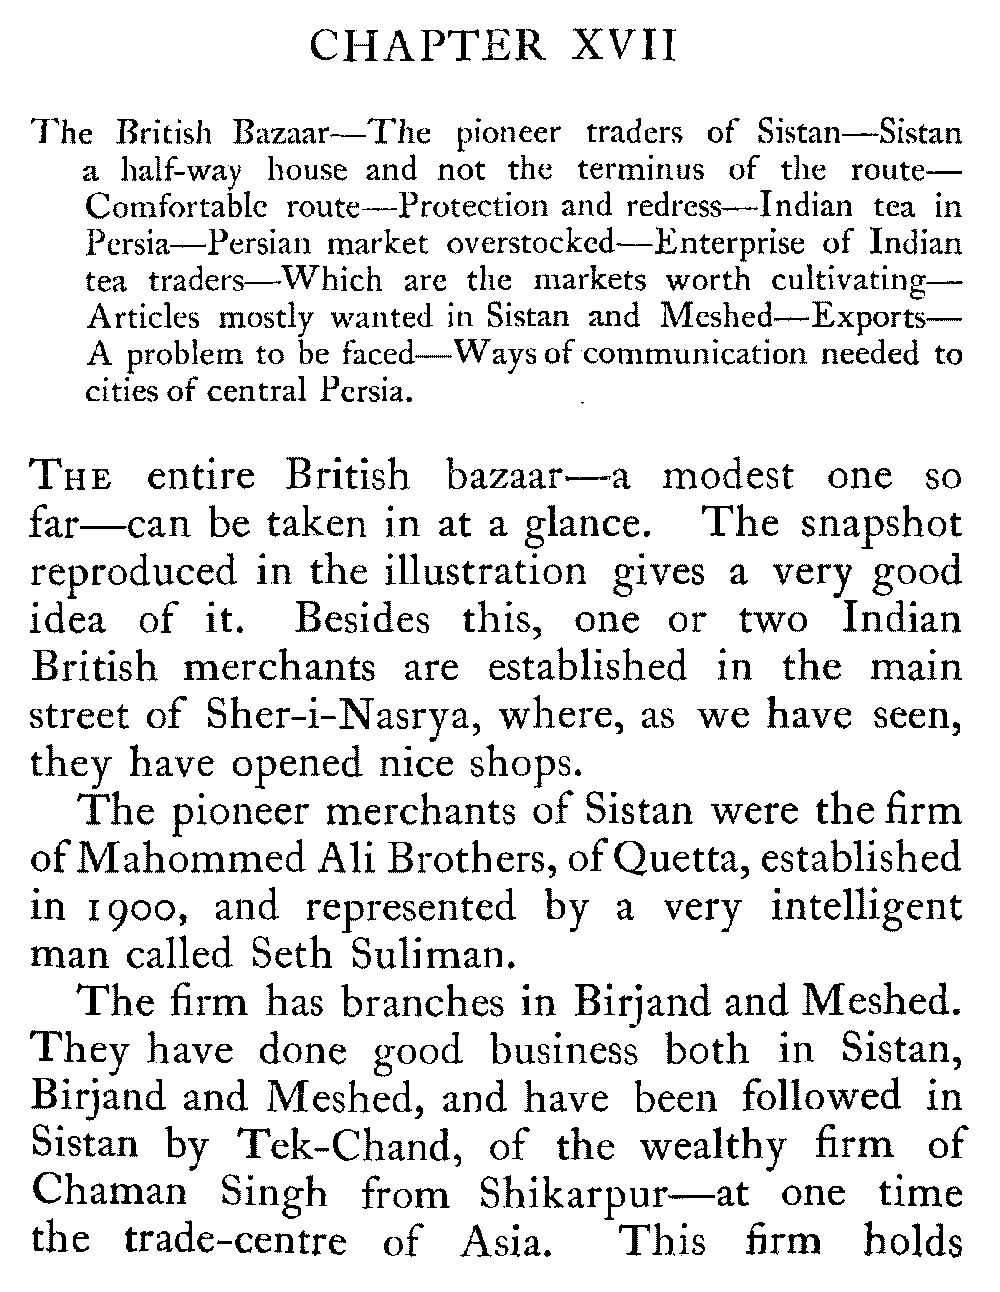 CHAPTER XVII
The British Bazaar—The pioneer traders of Sistan—Sistan
a half-way house and not the terminus of the route—
Comfortable route—Protection and redress—Indian tea in
Persia—Persian market overstocked—Enterprise of Indian
tea traders—Which are the markets worth cultivating—
Articles mostly wanted in Sistan and Meshed—Exports—
A problem to be faced—Ways of communication needed to
cities of central Persia.
THE entire British bazaar—a modest one so
far—can be taken in at a glance. The snapshot
reproduced in the illustration gives a very good
idea of it. Besides this, one or two Indian
British merchants are established in the main
street of Sher-i-Nasrya, where, as we have seen,
they have opened nice shops.
The pioneer merchants of Sistan were the firm
of Mahommed Ali Brothers, of Quetta, established
in 1900, and represented by a very intelligent
man called Seth Suliman.
The firm has branches in Birjand and Meshed.
They have done good business both in Sistan,
Birjand and Meshed, and have been followed in
Sistan by Tek-Chand, of the wealthy firm of
Chaman Singh from Shikarpur—at one time
the trade-centre of Asia. This firm holds